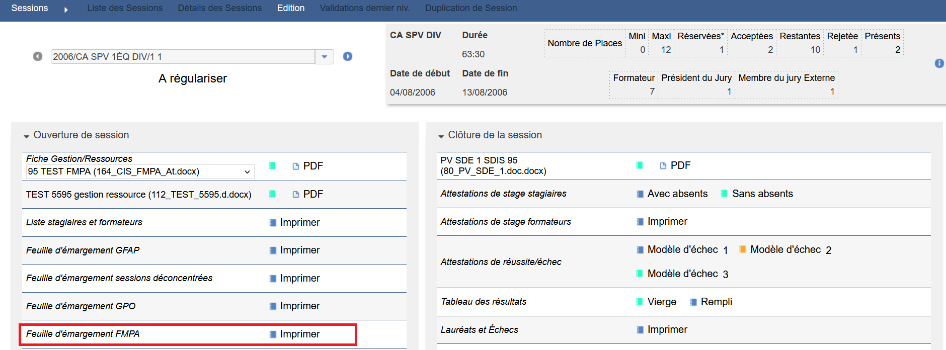 Sessions Liste des Sessions Détails des Sessions Edition Validations dernier niv. Duplication de Session
2006/CA SPV 1ÉQ DIV/1 1
A régulariser
CA SPV DIV Durée
63:30
Date de début Date de fin
04/08/2006 13/08/2006
Nombre de Places Mini Maxi Réservées* Acceptées Restantes Rejetée Présents
0 12 1 2 10 1 2
Formateur Président du Jury Membre du jury Externe
7 1 1
Ouverture de session
Fiche Gestion/Ressources
95 TEST FMPA (164_CIS_FMPA_At.docx) PDF
TEST 5595 gestion ressource (112_TEST_5595.d.docx) PDF
Liste stagiaires et formateurs Imprimer
Feuille d'émargement GFAP Imprimer
Feuille d'émargement sessions déconcentrées Imprimer
Feuille d'émargement GPO Imprimer
Feuille d'émargement FMPA Imprimer
Clôture de la session
PV SDE 1 SDIS 95
(80_PV_SDE_1.doc.docx) PDF
Attestations de stage stagiaires Avec absents Sans absents
Attestations de stage formateurs Imprimer
Attestations de réussite/échec Modèle d'échec 1 Modèle d'échec 2
Modèle d'échec 3
Tableau des résultats Vierge Rempli
Lauréats et Échecs Imprimer